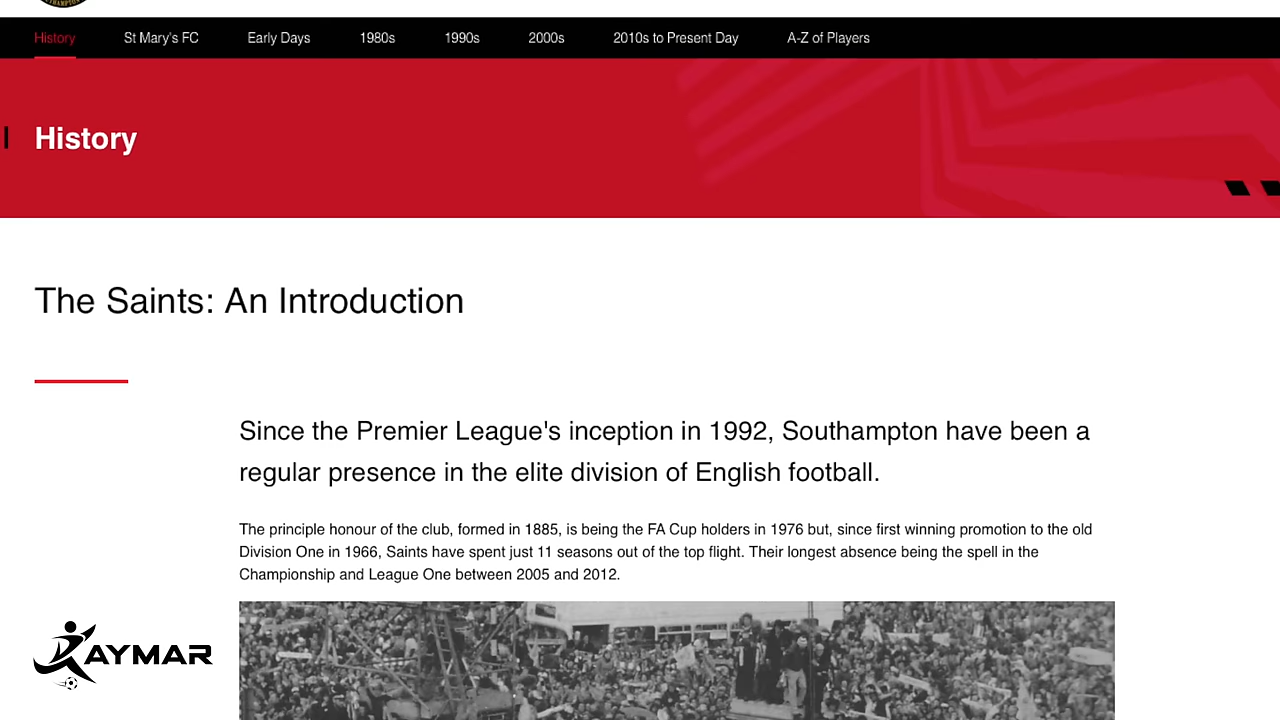 History St Mary's FC Early Days 1980s 1990s 2000s 2010s to Present Day A-Z of Players
History
The Saints: An Introduction
Since the Premier League's inception in 1992, Southampton have been a
regular presence in the elite division of English football.
The principle honour of the club, formed in 1885, is being the FA Cup holders in 1976 but, since first winning promotion to the old
Division One in 1966, Saints have spent just 11 seasons out of the top flight. Their longest absence being the spell in the
Championship and League One between 2005 and 2012.
KAYMAR